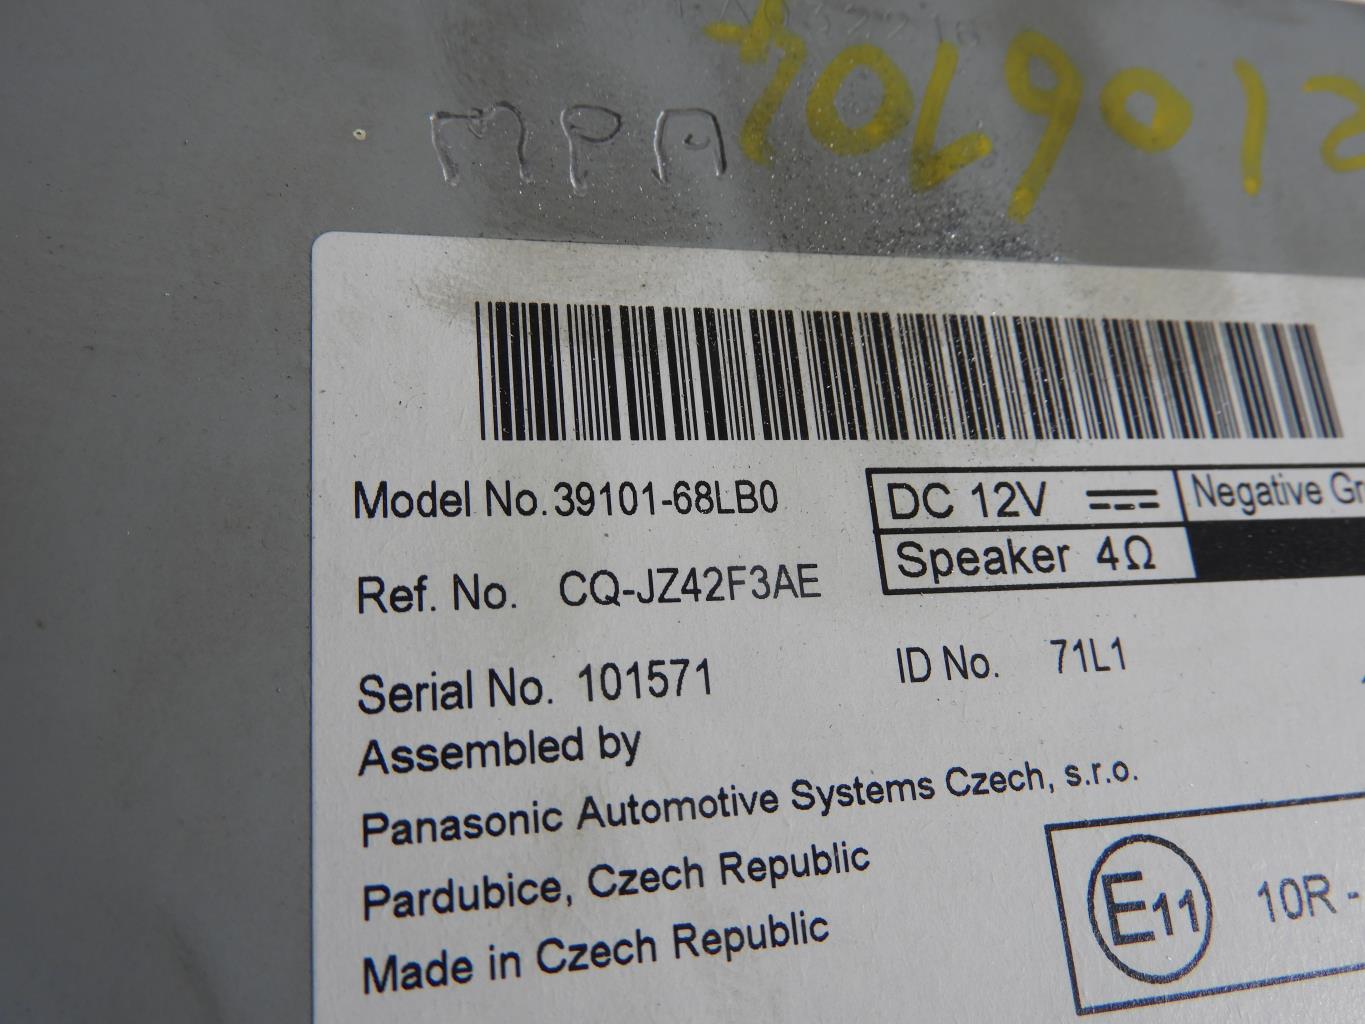 MPA
Model No. 39101-68LB0
DC 12V
Negative
Ref. No. CQ-JZ42F3AE
Speaker 4Ω
Serial No. 101571
ID No. 71L1
Assembled by
Panasonic Automotive Systems Czech, s.r.o.
Pardubice, Czech Republic
Made in Czech Republic
E11
10R -